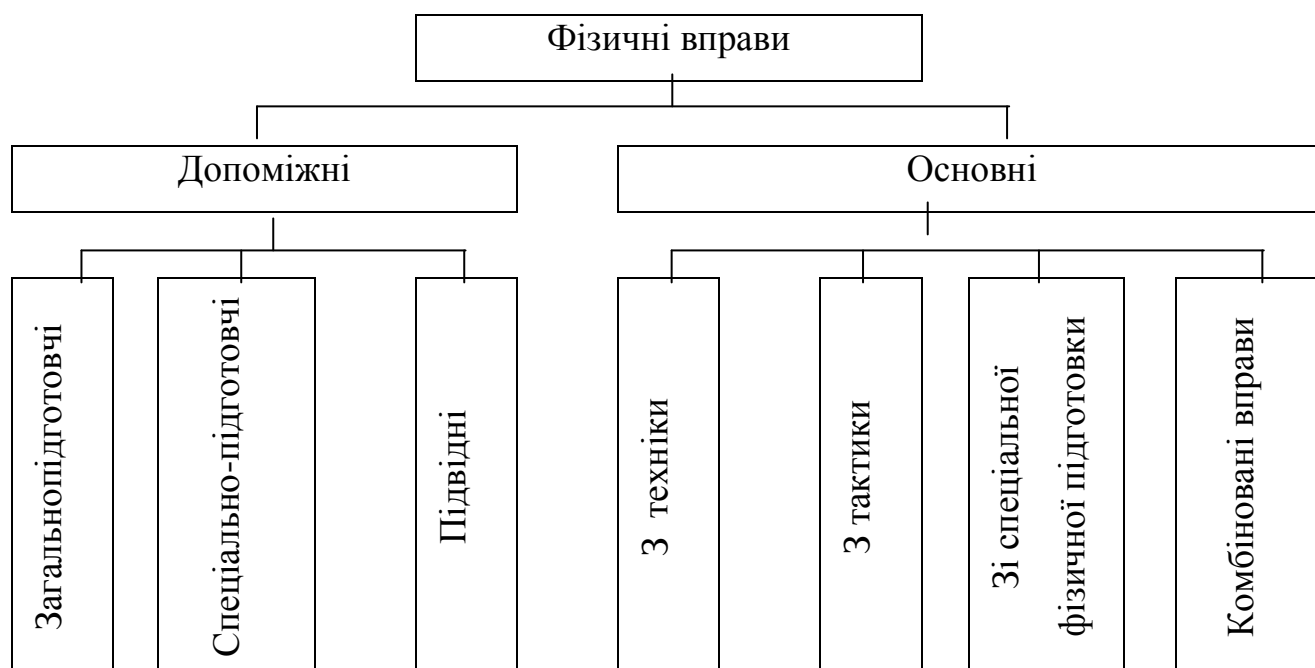 Фізичні вправи
Допоміжні
Основні
Загальнопідготовчі
Спеціально-підготовчі
Підвідні
З техніки
З тактики
Зі спеціальної
фізичної підготовки
Комбіновані вправи